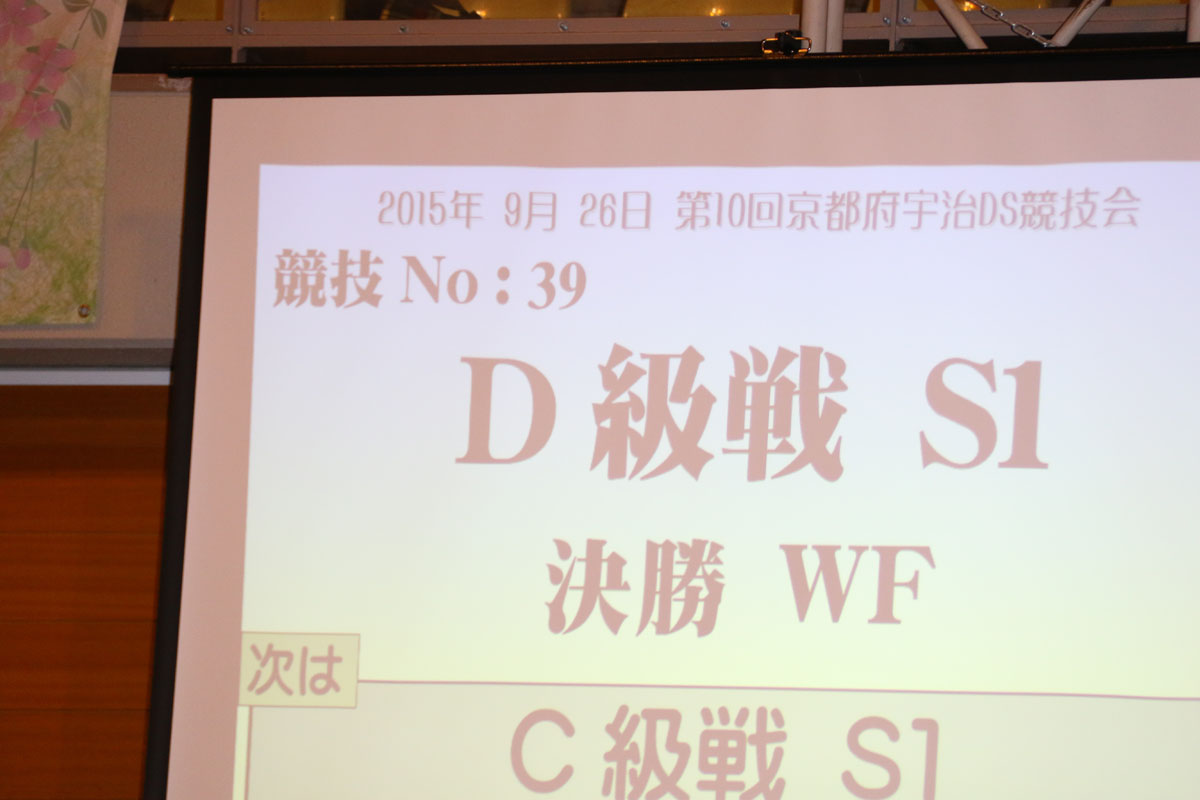 2015年 9月 26日 第10回京都府宇治DS競技会
競技 No：39
D 級戦 S1
決勝 WF
次は
C 級戦 S1